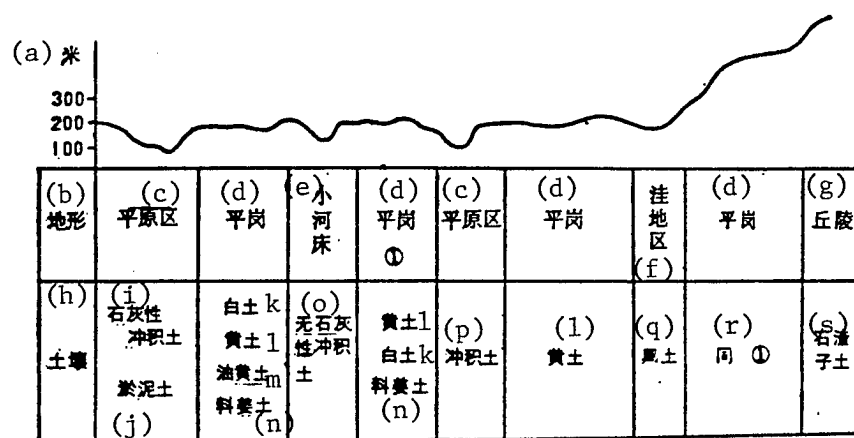 (a) 米
300
200
100
(b) (c) (d) (e) (d) (c) (d) (d) (g)
地形 平原区 平岗 小河床 平岗 平原区 平岗 洼地区 平岗 丘陵
① (f)
(h) (i)
土壤 石灰性冲积土
淤泥土
(j)
白土 k
黄土 l
油黄土 m
料姜土
(n)
(o)
无石灰性冲积土
黄土 l
白土 k
料姜土
(n)
(p)
冲积土
(l)
黄土
(q)
土
(r)
同 ①
(s)
石渣子土